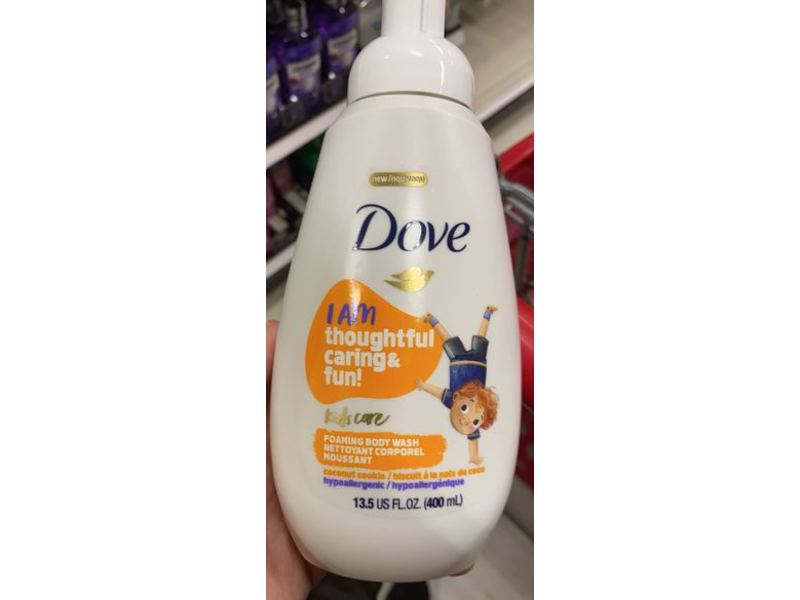 new/nouveau
Dove
I AM
thoughtful
caring&
fun!
kids care
FOAMING BODY WASH
NETTOYANT CORPOREL
MOUSSANT
coconut cookie / biscuit à la noix de coco
hypoallergenic / hypoallergénique
13.5 US FL.OZ. (400 mL)